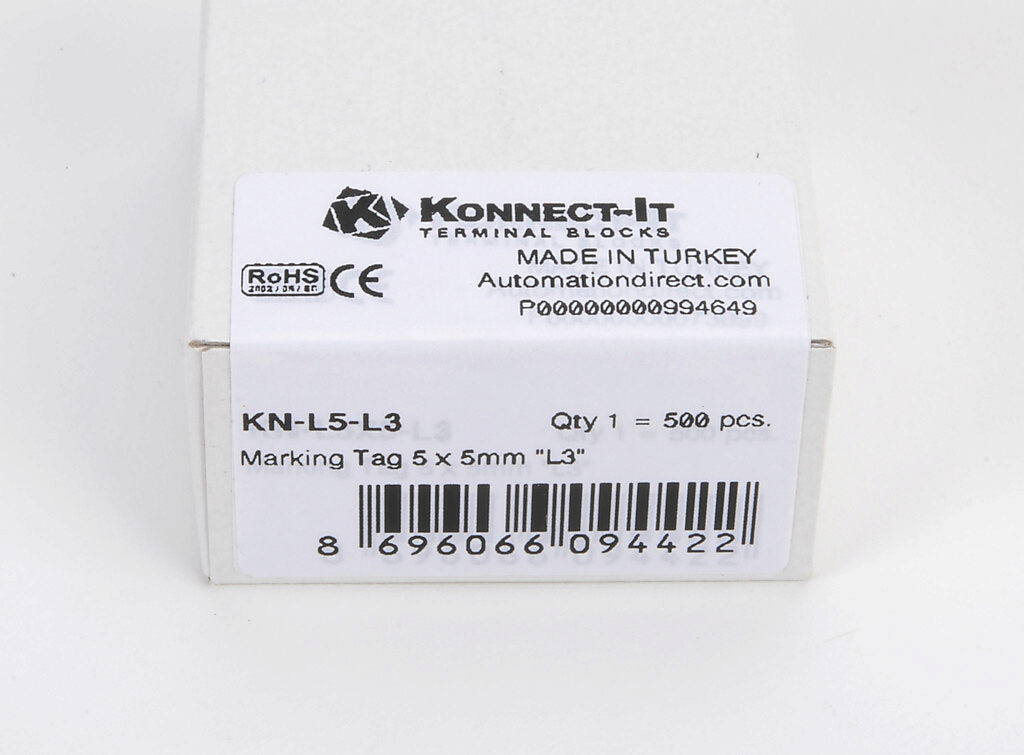 KONNECT-IT
TERMINAL BLOCKS
MADE IN TURKEY
RoHS CE
Automationdirect.com
P00000000994649
KN-L5-L3 Qty 1 = 500 pcs.
Marking Tag 5 x 5mm "L3"
8 696066 094422